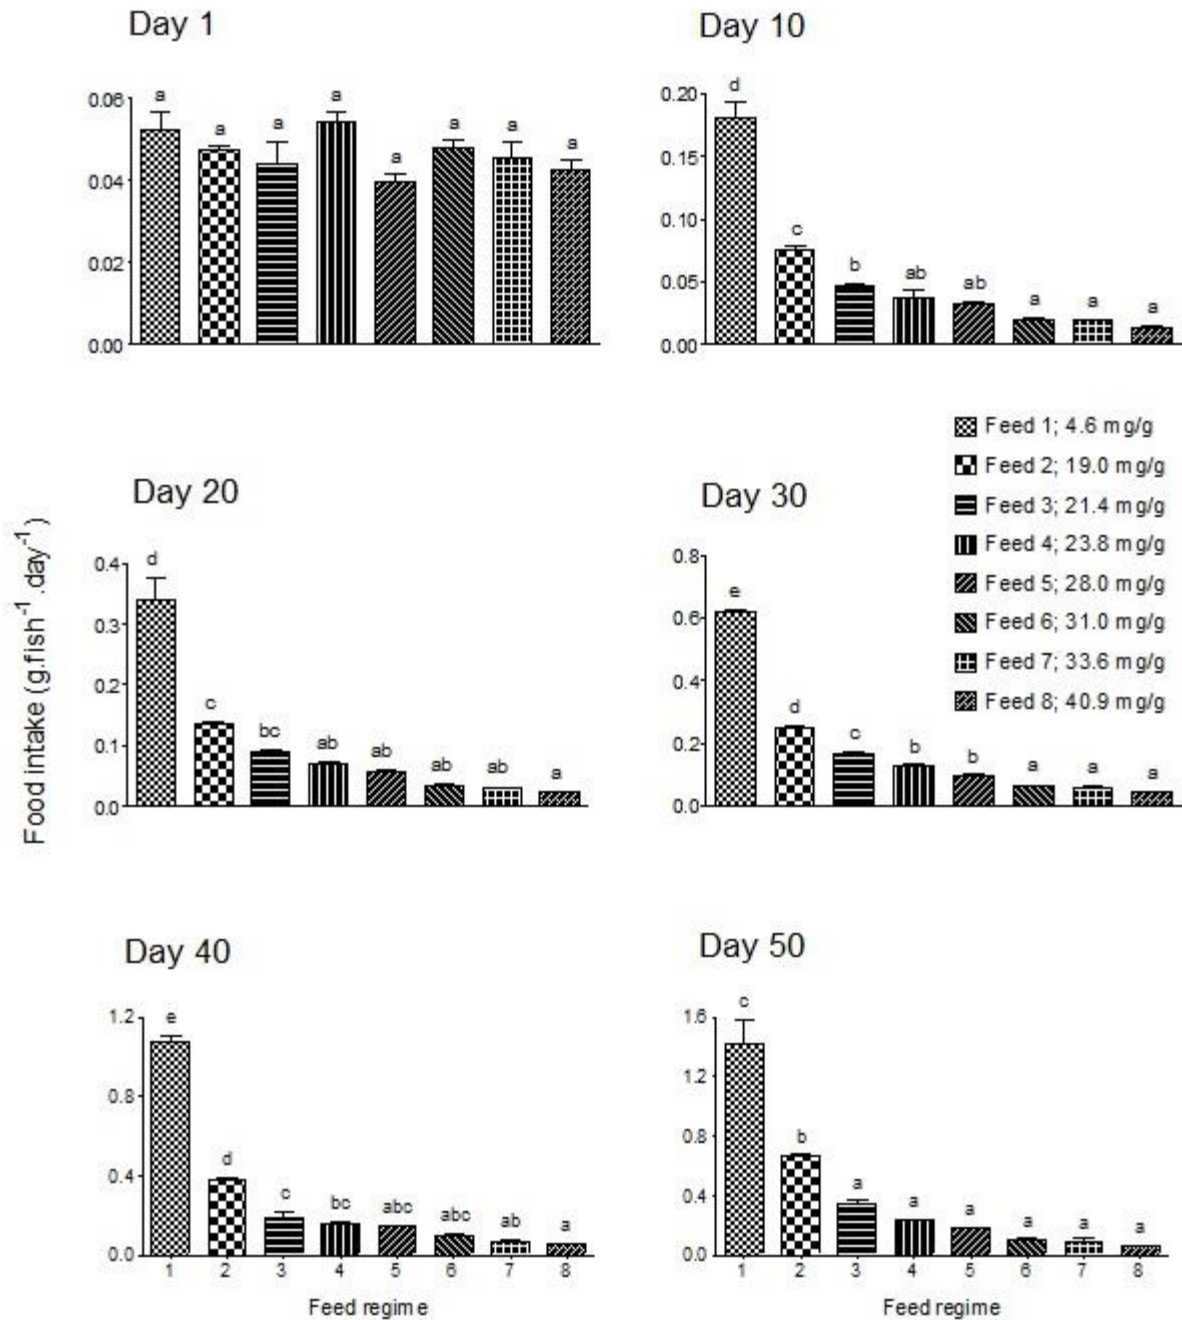 Day 1
0.06
0.04
0.02
0.00
a a a a a a a a
Day 10
0.20
0.15
0.10
0.05
0.00
d c b ab ab a a a
Feed 1; 4.6 mg/g
Feed 2; 19.0 mg/g
Feed 3; 21.4 mg/g
Feed 4; 23.8 mg/g
Feed 5; 28.0 mg/g
Feed 6; 31.0 mg/g
Feed 7; 33.6 mg/g
Feed 8; 40.9 mg/g
Food intake (g.fish⁻¹.day⁻¹)
Day 20
0.4
0.3
0.2
0.1
0.0
d c bc ab ab ab ab a
Day 30
0.8
0.6
0.4
0.2
0.0
e d c b b a a a
Day 40
1.2
0.8
0.4
0.0
e d c bc abc abc ab a
1 2 3 4 5 6 7 8
Feed regime
Day 50
1.6
1.2
0.8
0.4
0.0
c b a a a a a a
1 2 3 4 5 6 7 8
Feed regime